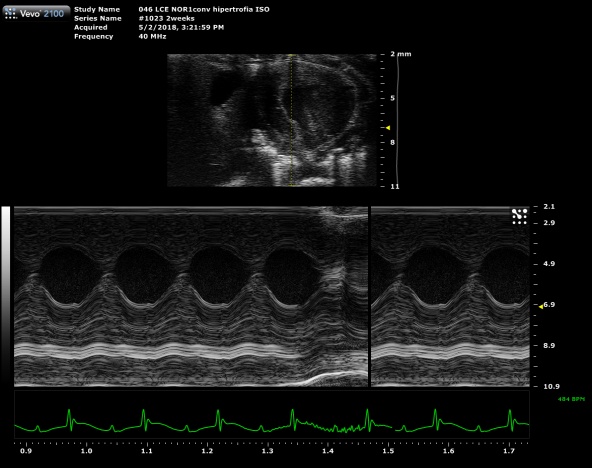 Vevo 2100
Study Name 046 LCE NOR1conv hipertrofia ISO
Series Name #1023 2weeks
Acquired 5/2/2018, 3:21:59 PM
Frequency 40 MHz
2 mm
5
8
11
2.1
2.9
4.9
6.9
8.9
10.9
484 BPM
0.9 1.0 1.1 1.2 1.3 1.4 1.5 1.6 1.7